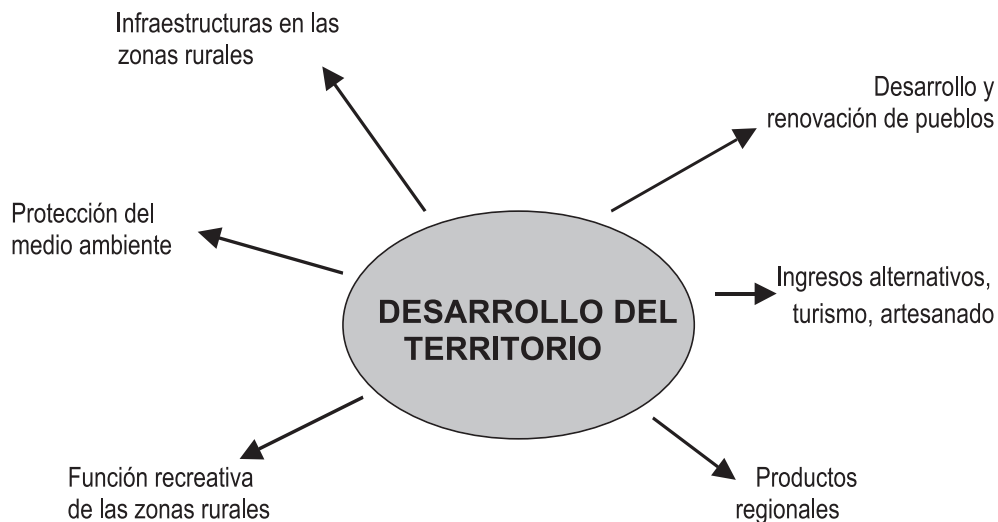 Infraestructuras en las
zonas rurales
Desarrollo y
renovación de pueblos
Protección del
medio ambiente
DESARROLLO DEL
TERRITORIO
Ingresos alternativos,
turismo, artesanado
Función recreativa
de las zonas rurales
Productos
regionales